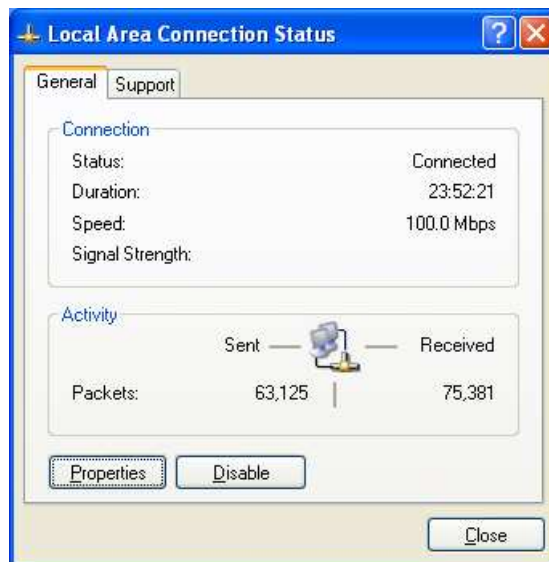 Local Area Connection Status
General Support
Connection
Status: Connected
Duration: 23:52:21
Speed: 100.0 Mbps
Signal Strength:
Activity
Sent Received
Packets: 63,125 75,381
Properties Disable
Close